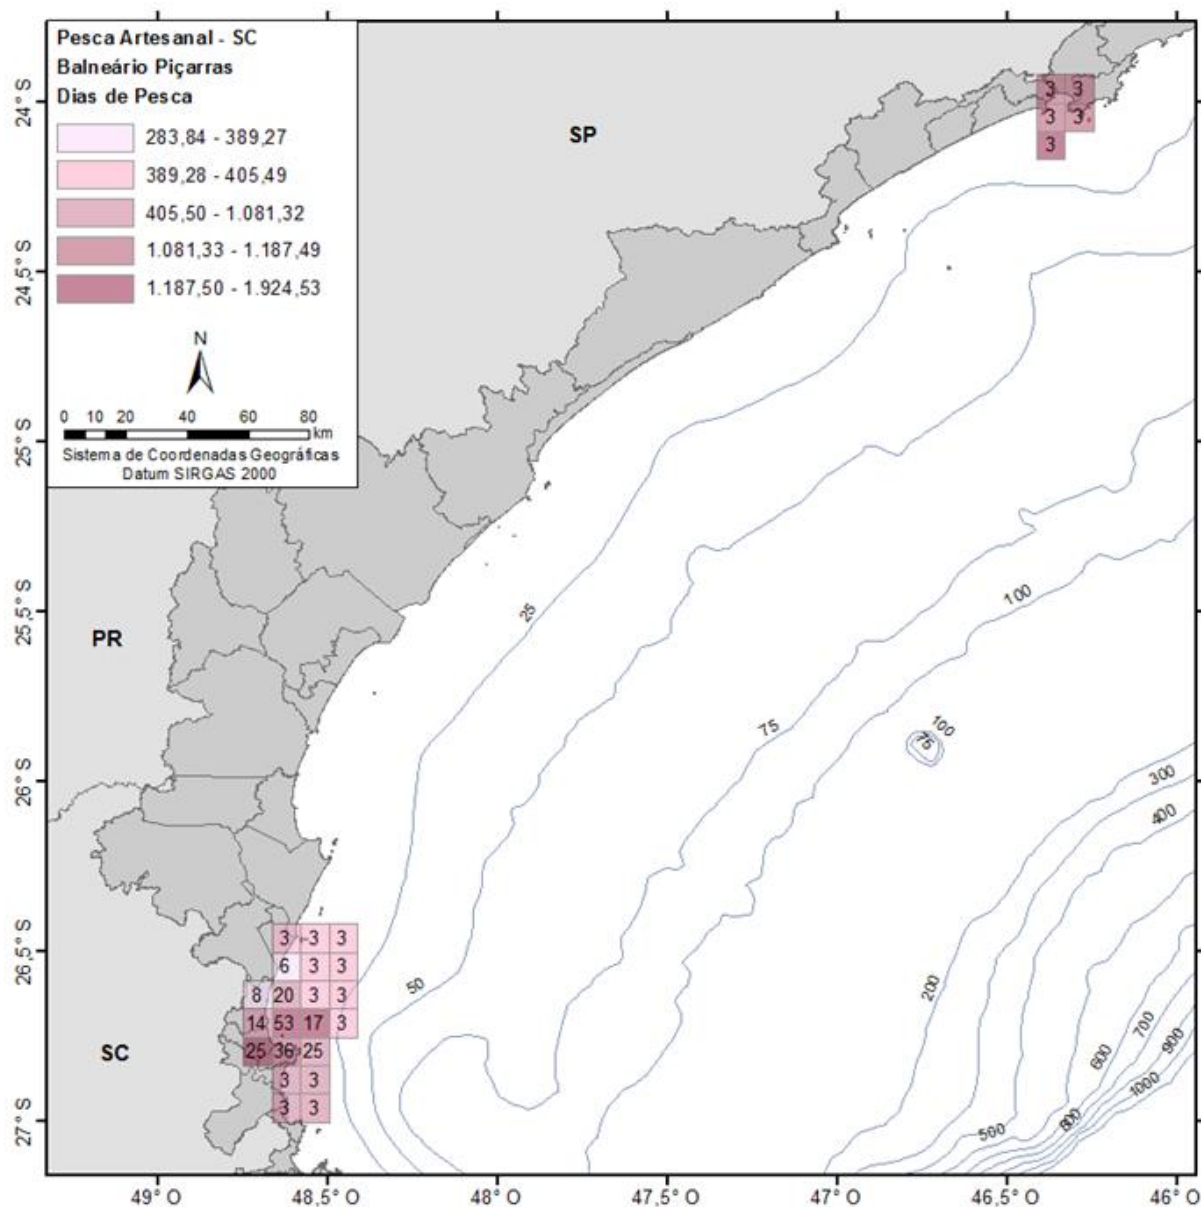 Pesca Artesanal - SC
Balneário Piçarras
Dias de Pesca
283,84 - 389,27
389,28 - 405,49
405,50 - 1.081,32
1.081,33 - 1.187,49
1.187,50 - 1.924,53
N
0 10 20 40 60 80
km
Sistema de Coordenadas Geográficas
Datum SIRGAS 2000
SP
PR
SC
24° S
24,5° S
25° S
25,5° S
26° S
26,5° S
27° S
3 3
3 3
3
25
100
75
100
75
300
400
200
50
600
700
900
1000
800
500
3 3 3
6 3 3
8 20 3 3
14 53 17 3
25 36 25
3 3
3 3
49° O 48,5° O 48° O 47,5° O 47° O 46,5° O 46° O